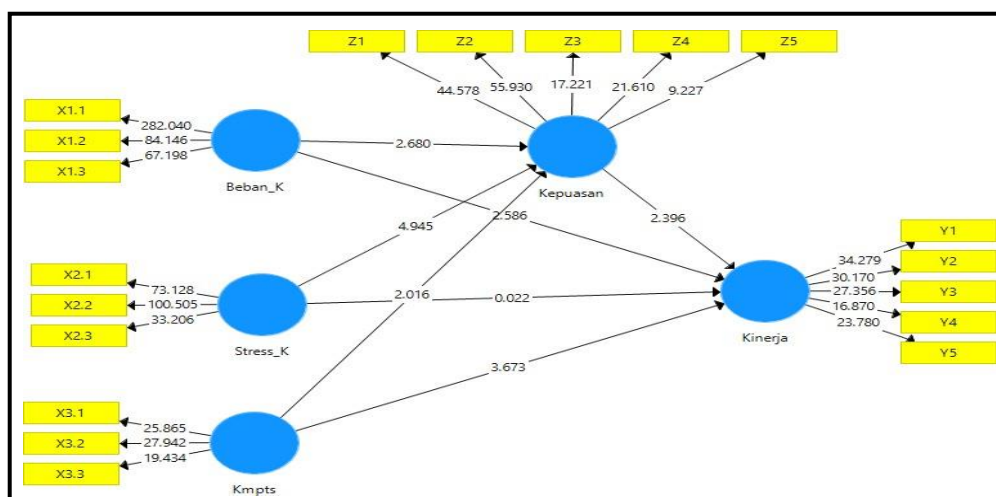 Z1 Z2 Z3 Z4 Z5
44.578 55.930 17.221 21.610 9.227
X1.1
X1.2
X1.3
282.040
84.146
67.198
Beban_K
2.680
Kepuasan
4.945
2.586
2.396
X2.1
X2.2
X2.3
73.128
100.505
33.206
Stress_K
2.016
0.022
Kinerja
34.279
30.170
27.356
16.870
23.780
Y1
Y2
Y3
Y4
Y5
3.673
X3.1
X3.2
X3.3
25.865
27.942
19.434
Kmpts